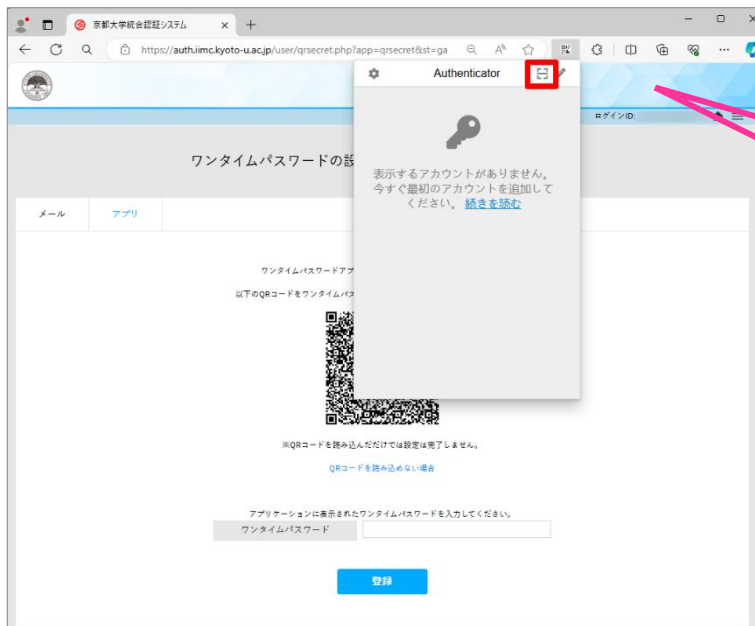 京都大学統合認証システム
https://auth.iimc.kyoto-u.ac.jp/user/qrsecret.php?app=qrsecret&st=ga
Authenticator
ログインID:
ワンタイムパスワードの設
表示するアカウントがありません。
今すぐ最初のアカウントを追加して
ください。 続きを読む
メール
アプリ
ワンタイムパスワードアプ
以下のQRコードをワンタイムパス
※QRコードを読み込んだだけでは設定は完了しません。
QRコードを読み込めない場合
アプリケーションに表示されたワンタイムパスワードを入力してください。
ワンタイムパスワード
登録